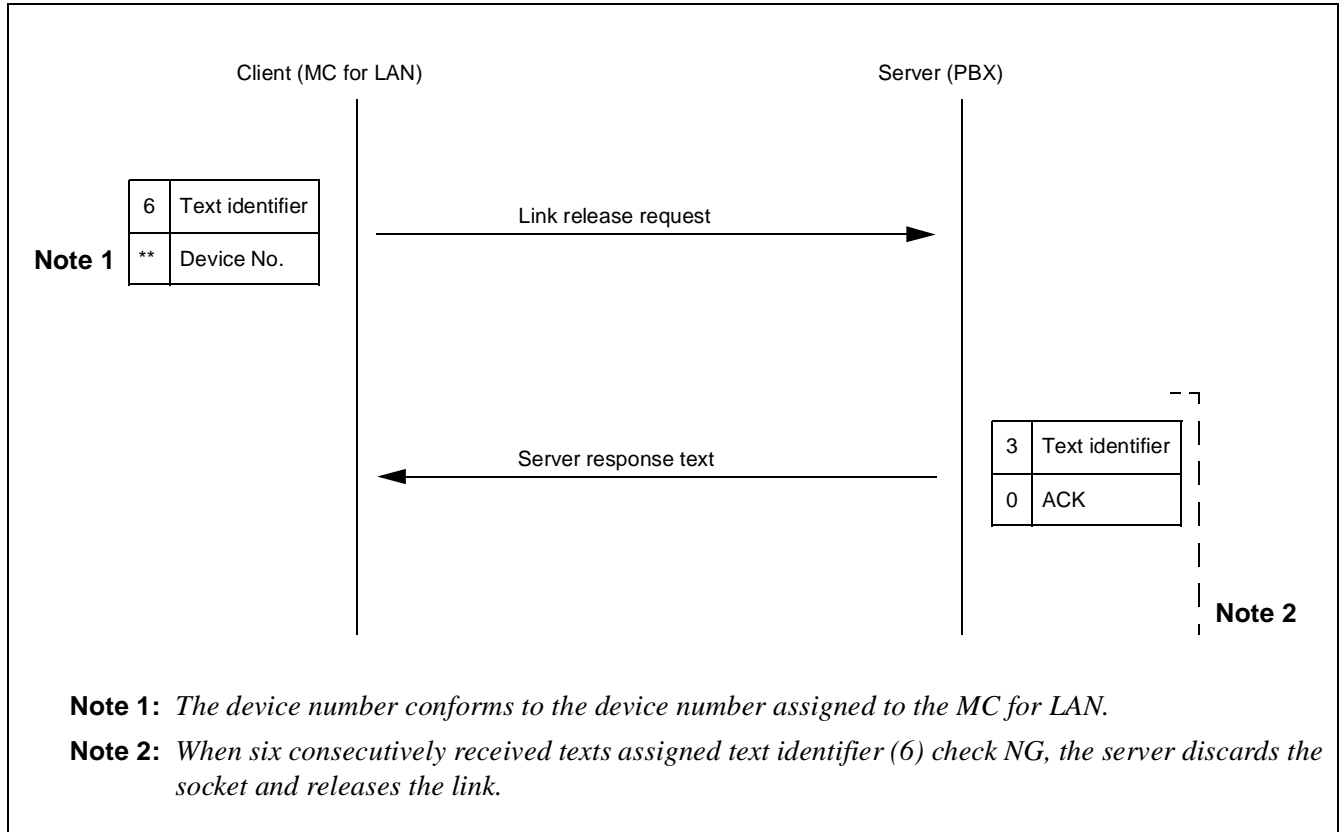 Client (MC for LAN)
Server (PBX)
6 Text identifier
Link release request
Note 1 ** Device No.
3 Text identifier
Server response text
0 ACK
Note 2
Note 1: The device number conforms to the device number assigned to the MC for LAN.
Note 2: When six consecutively received texts assigned text identifier (6) check NG, the server discards the
socket and releases the link.